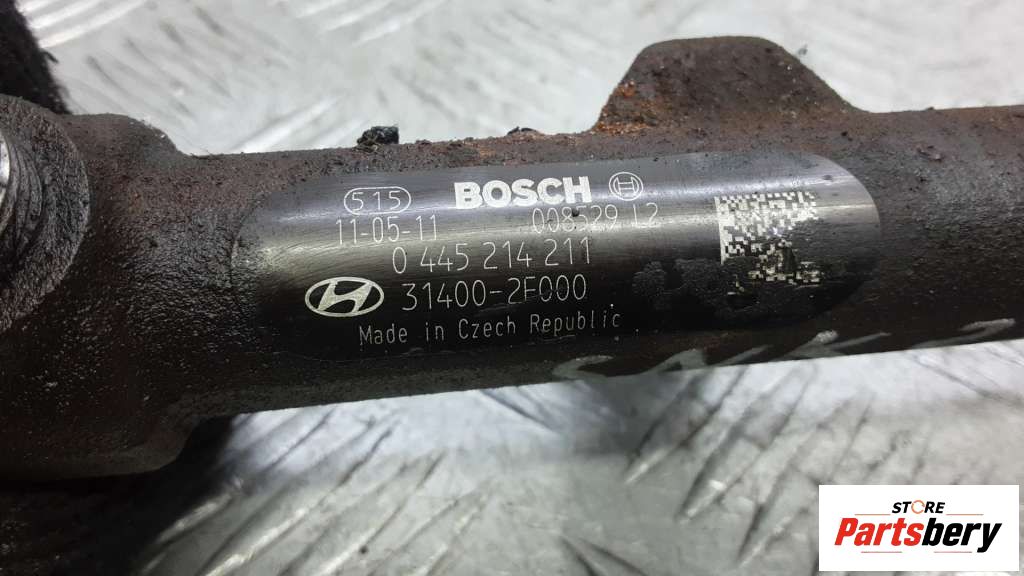 515 BOSCH
11-05-11 008329 L2
0 445 214 211
31400-2F000
Made in Czech Republic
STORE
Partsbery